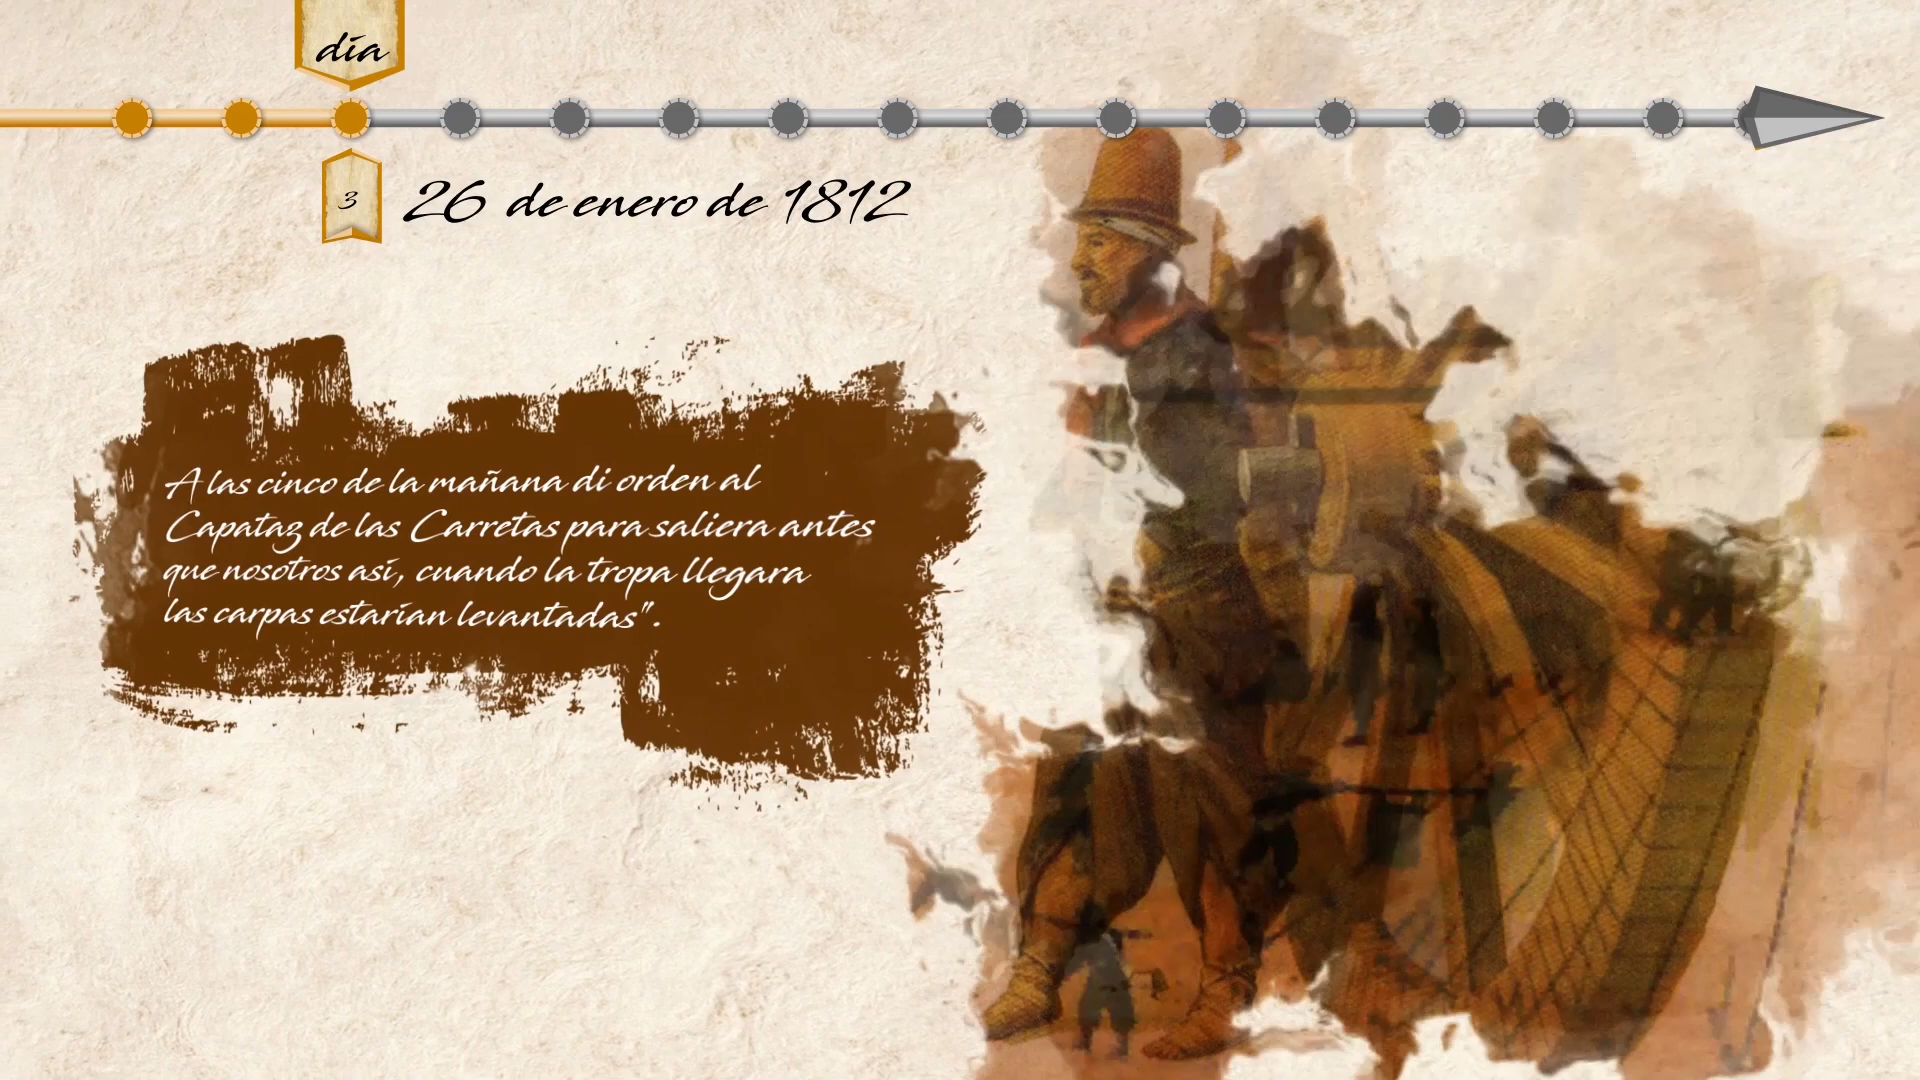 día
3
26 de enero de 1812
A las cinco de la mañana di orden al
Capataz de las Carretas para saliera antes
que nosotros así, cuando la tropa llegara
las carpas estarían levantadas".